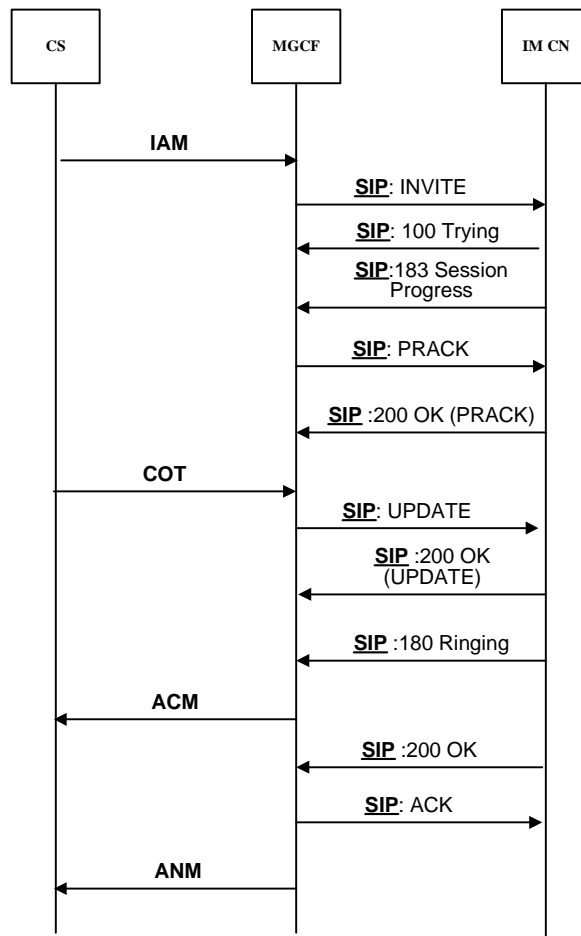 CS
MGCF
IM CN
IAM
SIP: INVITE
SIP: 100 Trying
SIP:183 Session
Progress
SIP: PRACK
SIP :200 OK (PRACK)
COT
SIP: UPDATE
SIP :200 OK
(UPDATE)
SIP :180 Ringing
ACM
SIP :200 OK
SIP: ACK
ANM